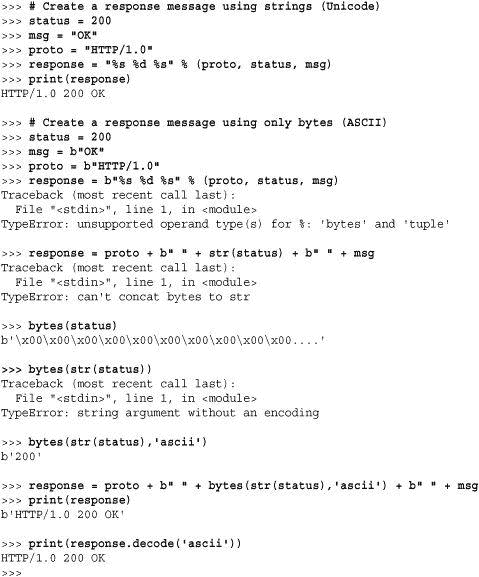 >>> # Create a response message using strings (Unicode)
>>> status = 200
>>> msg = "OK"
>>> proto = "HTTP/1.0"
>>> response = "%s %d %s" % (proto, status, msg)
>>> print(response)
HTTP/1.0 200 OK

>>> # Create a response message using only bytes (ASCII)
>>> status = 200
>>> msg = b"OK"
>>> proto = b"HTTP/1.0"
>>> response = b"%s %d %s" % (proto, status, msg)
Traceback (most recent call last):
  File "<stdin>", line 1, in <module>
TypeError: unsupported operand type(s) for %: 'bytes' and 'tuple'

>>> response = proto + b" " + str(status) + b" " + msg
Traceback (most recent call last):
  File "<stdin>", line 1, in <module>
TypeError: can't concat bytes to str

>>> bytes(status)
b'\x00\x00\x00\x00\x00\x00\x00\x00\x00\x00....'

>>> bytes(str(status))
Traceback (most recent call last):
  File "<stdin>", line 1, in <module>
TypeError: string argument without an encoding

>>> bytes(str(status),'ascii')
b'200'

>>> response = proto + b" " + bytes(str(status),'ascii') + b" " + msg
>>> print(response)
b'HTTP/1.0 200 OK'

>>> print(response.decode('ascii'))
HTTP/1.0 200 OK
>>>